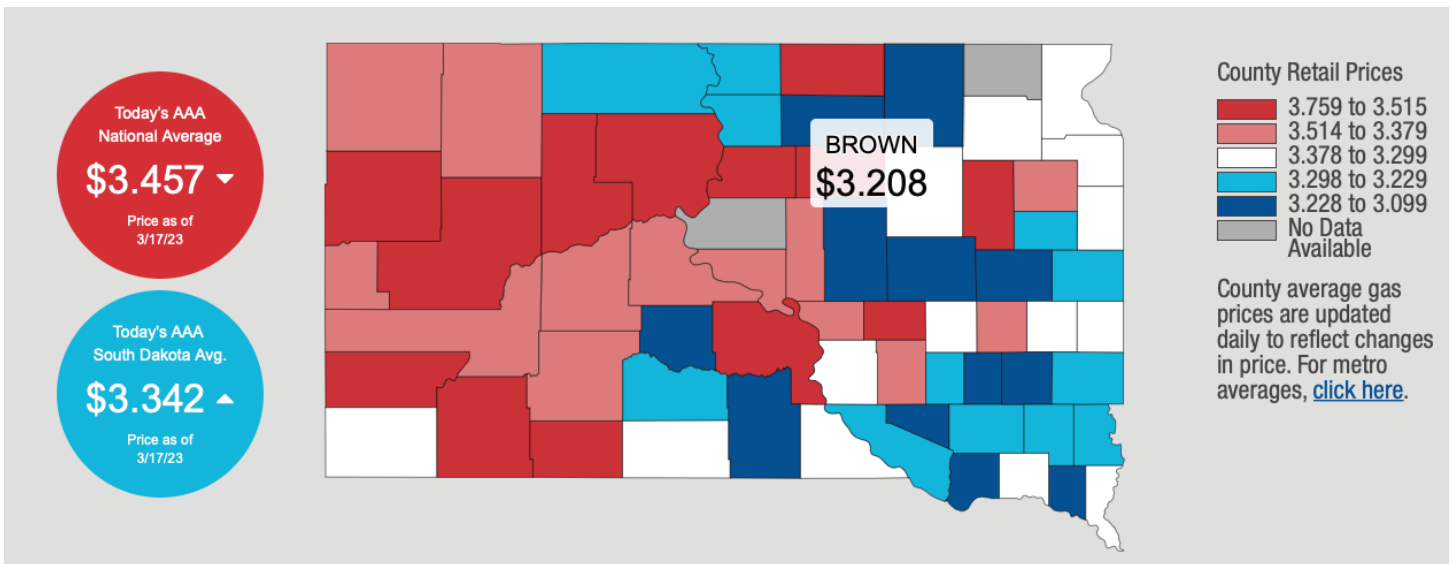 Today's AAA
National Average
$3.457
Price as of
3/17/23
Today's AAA
South Dakota Avg.
$3.342
Price as of
3/17/23
BROWN
$3.208
County Retail Prices
3.759 to 3.515
3.514 to 3.379
3.378 to 3.299
3.298 to 3.229
3.228 to 3.099
No Data
Available
County average gas
prices are updated
daily to reflect changes
in price. For metro
averages, click here.